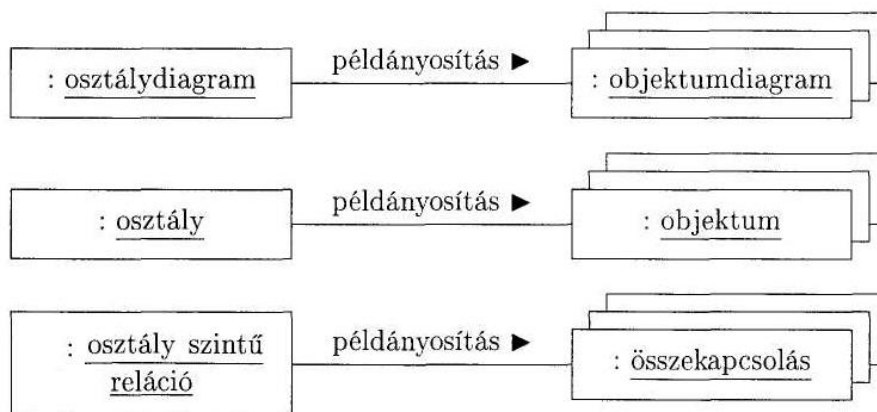 : osztálydiagram
példányosítás ►
: objektumdiagram
: osztály
példányosítás ►
: objektum
: osztály szintű
reláció
példányosítás ►
: összekapcsolás